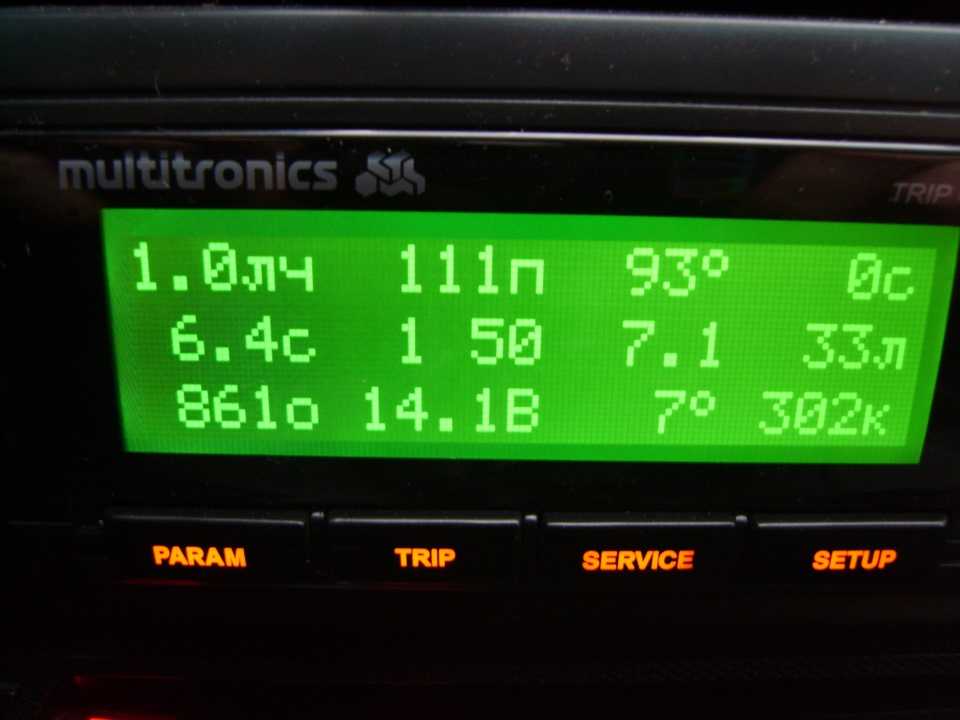 multitronics
TRIP
1.0лч 111п 93° 0с
6.4с 1 50 7.1 33л
861о 14.1В 7° 302к
PARAM TRIP SERVICE SETUP